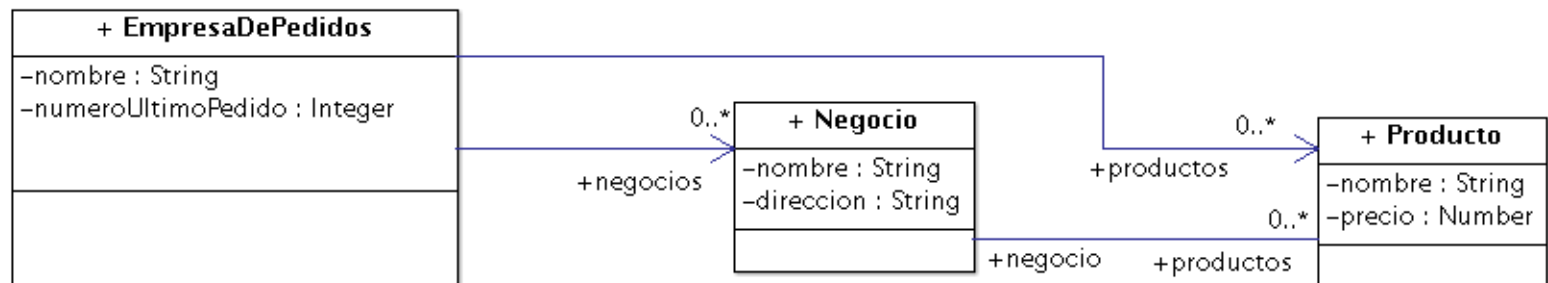 + EmpresaDePedidos
–nombre : String
–numeroUltimoPedido : Integer
0..*
+negocios
+ Negocio
–nombre : String
–direccion : String
0..*
+productos
+ Producto
–nombre : String
–precio : Number
0..*
+negocio
+productos